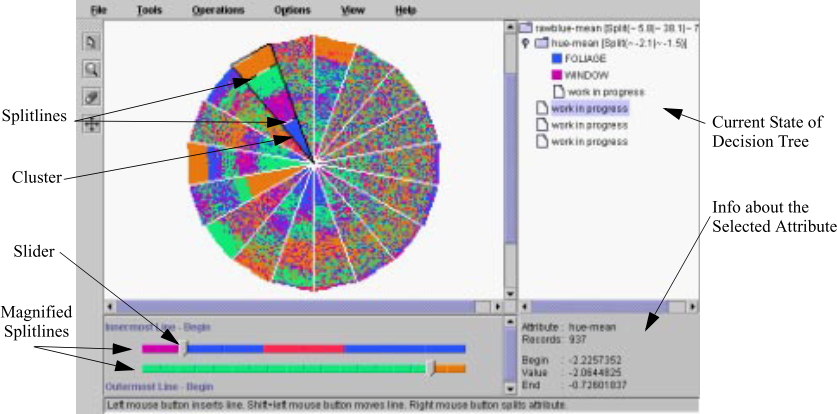 File Tools Operations Options View Help
rawblue-mean [Split(~ 5.8|~ 38.1|~ 7
hue-mean [Split(~ -2.1|~ -1.5)]
FOLIAGE
WINDOW
work in progress
work in progress
work in progress
work in progress
Splitlines
Cluster
Slider
Magnified
Splitlines
Current State of
Decision Tree
Info about the
Selected Attribute
Innermost Line - Begin
Outermost Line - Begin
Attribute : hue-mean
Records: 937
Begin : -2.2257352
Value : -2.0644825
End : -0.72601837
Left mouse button inserts line. Shift+left mouse button moves line. Right mouse button splits attribute.